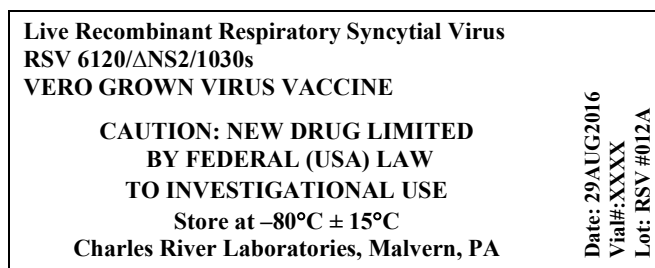 Live Recombinant Respiratory Syncytial Virus
RSV 6120/∆NS2/1030s
VERO GROWN VIRUS VACCINE
CAUTION: NEW DRUG LIMITED
BY FEDERAL (USA) LAW
TO INVESTIGATIONAL USE
Store at –80°C ± 15°C
Charles River Laboratories, Malvern, PA
Date: 29AUG2016
Vial#:XXXX
Lot: RSV #012A